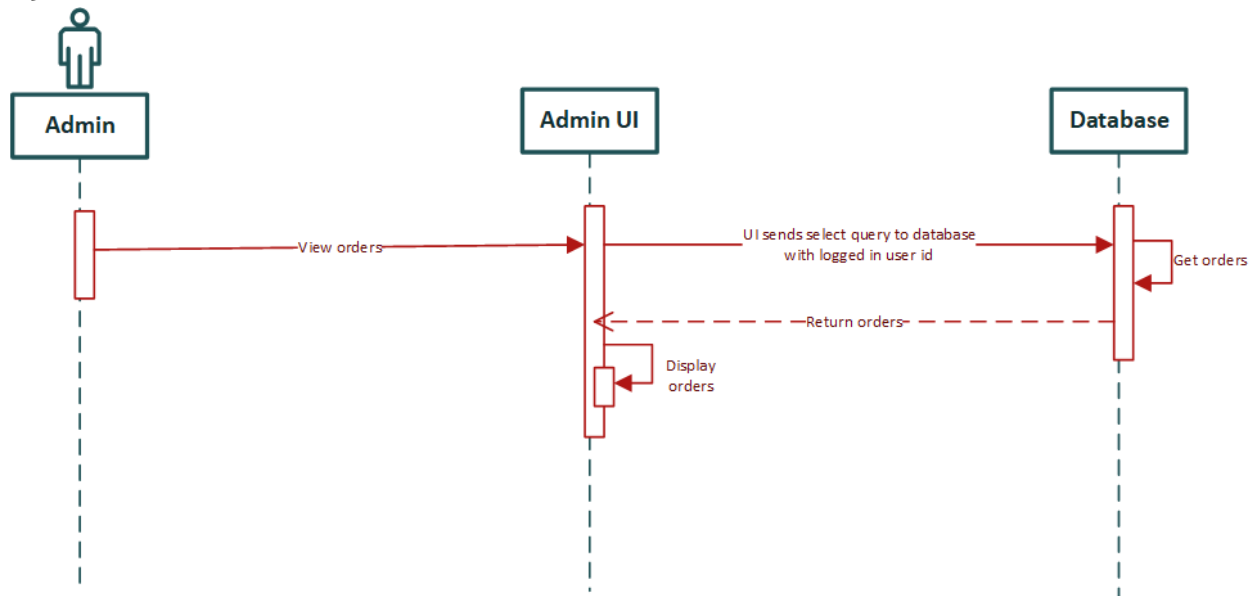 Admin
Admin UI
Database
View orders
UI sends select query to database
with logged in user id
Get orders
Return orders
Display
orders